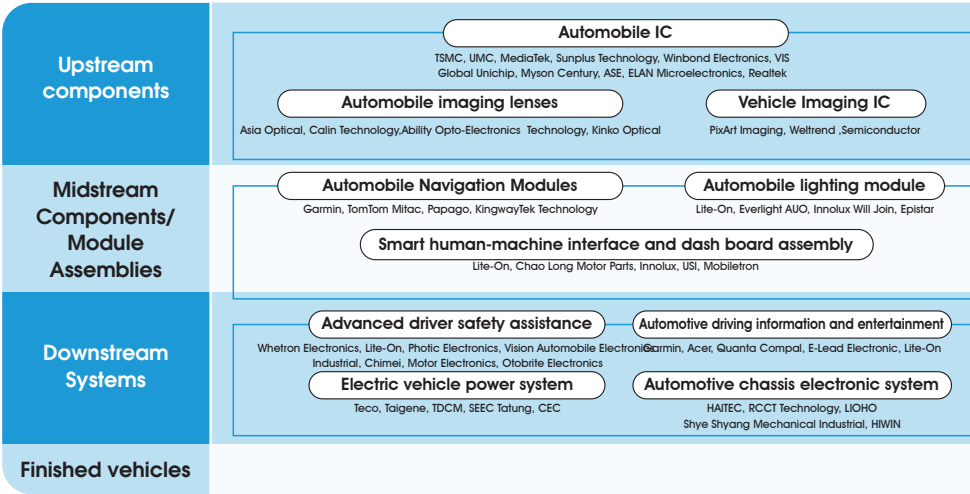 Upstream
components
Automobile IC
TSMC, UMC, MediaTek, Sunplus Technology, Winbond Electronics, VIS
Global Unichip, Myson Century, ASE, ELAN Microelectronics, Realtek
Automobile imaging lenses
Asia Optical, Calin Technology,Ability Opto-Electronics Technology, Kinko Optical
Vehicle Imaging IC
PixArt Imaging, Weltrend ,Semiconductor
Midstream
Components/
Module
Assemblies
Automobile Navigation Modules
Garmin, TomTom Mitac, Papago, KingwayTek Technology
Automobile lighting module
Lite-On, Everlight AUO, Innolux Will Join, Epistar
Smart human-machine interface and dash board assembly
Lite-On, Chao Long Motor Parts, Innolux, USI, Mobiletron
Downstream
Systems
Advanced driver safety assistance
Whetron Electronics, Lite-On, Photic Electronics, Vision Automobile Electronics
Industrial, Chimei, Motor Electronics, Otobrite Electronics
Automotive driving information and entertainment
Garmin, Acer, Quanta Compal, E-Lead Electronic, Lite-On
Electric vehicle power system
Teco, Taigene, TDCM, SEEC Tatung, CEC
Automotive chassis electronic system
HAITEC, RCCT Technology, LIOHO
Shye Shyang Mechanical Industrial, HIWIN
Finished vehicles